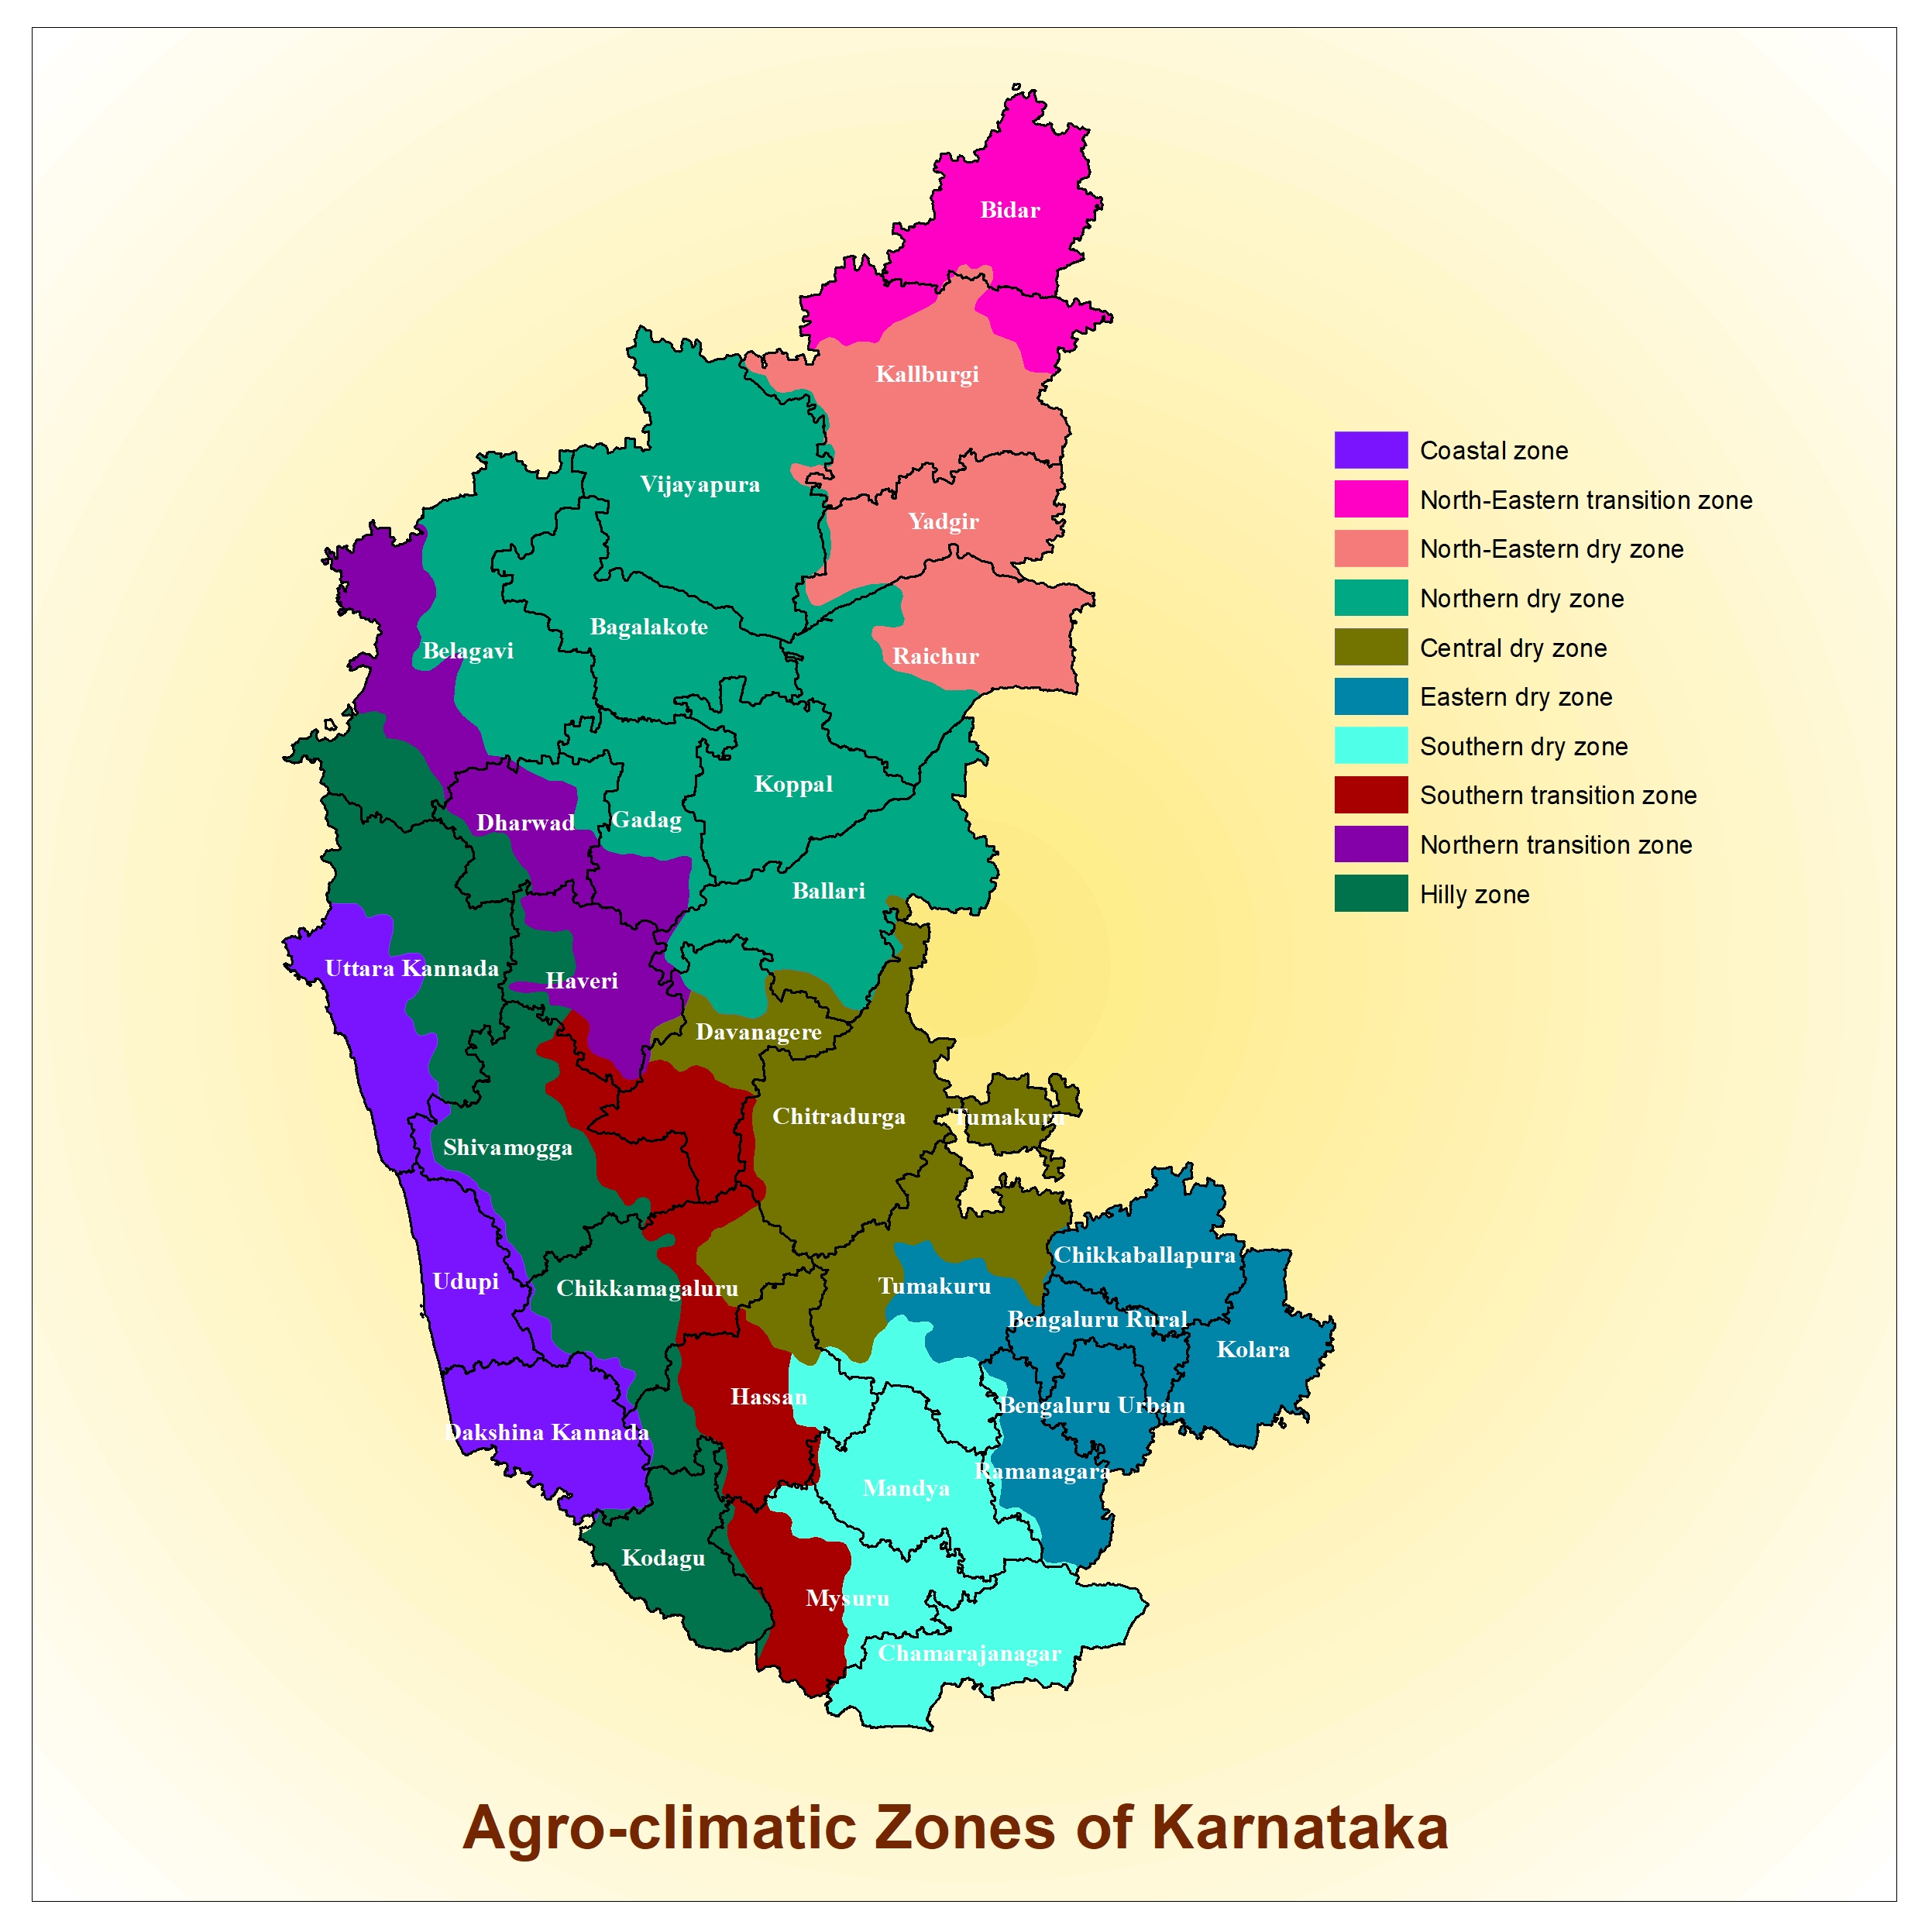 Bidar
Kallburgi
Vijayapura
Yadgir
Bagalakote
Belagavi
Raichur
Koppal
Dharwad
Gadag
Ballari
Uttara Kannada
Haveri
Davanagere
Chitradurga
Tumakuru
Shivamogga
Chikkaballapura
Udupi
Chikkamagaluru
Tumakuru
Bengaluru Rural
Kolara
Hassan
Bengaluru Urban
Dakshina Kannada
Ramanagara
Mandya
Kodagu
Mysuru
Chamarajanagar
Coastal zone
North-Eastern transition zone
North-Eastern dry zone
Northern dry zone
Central dry zone
Eastern dry zone
Southern dry zone
Southern transition zone
Northern transition zone
Hilly zone
Agro-climatic Zones of Karnataka